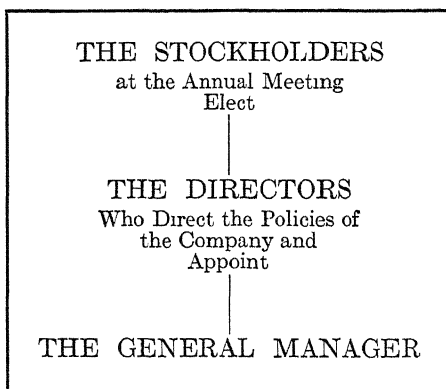 THE STOCKHOLDERS
at the Annual Meeting
Elect
THE DIRECTORS
Who Direct the Policies of
the Company and
Appoint
THE GENERAL MANAGER